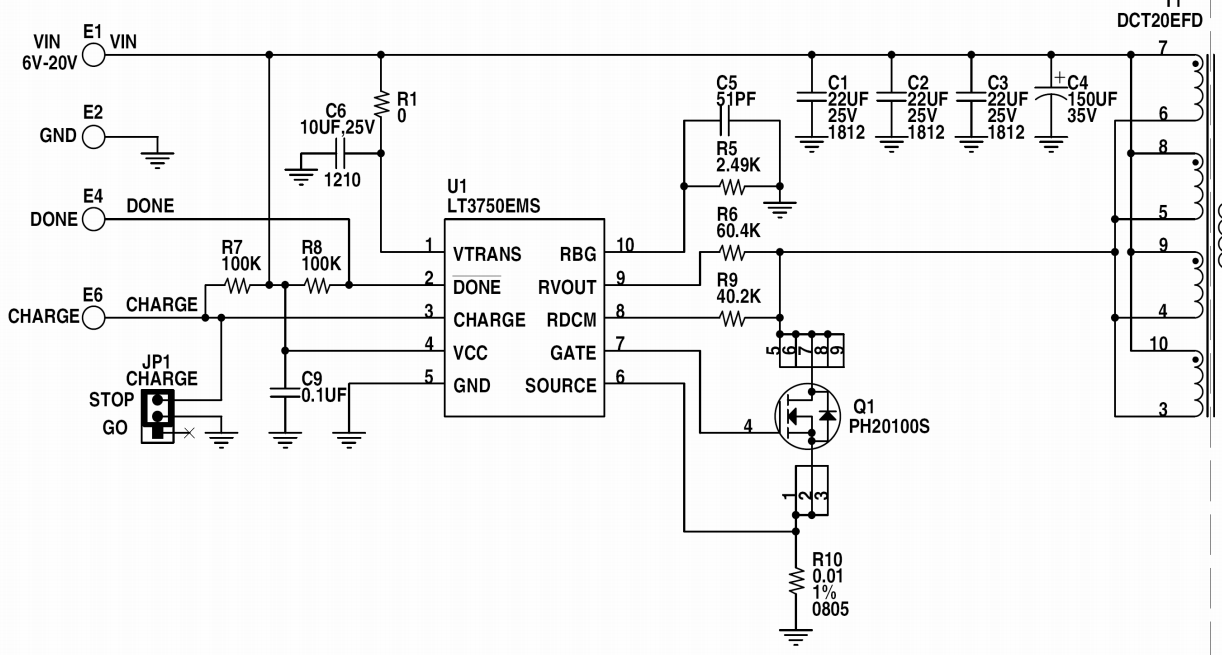 T1
DCT20EFD
E1
VIN
VIN
6V-20V
7
E2
GND
C6
10UF,25V
1210
R1
0
C5
51PF
R5
2.49K
C1
22UF
25V
1812
C2
22UF
25V
1812
C3
22UF
25V
1812
+
C4
150UF
35V
6
8
E4
DONE
DONE
U1
LT3750EMS
R6
60.4K
5
R7
100K
R8
100K
1
VTRANS
RBG
10
9
2
DONE
RVOUT
9
R9
40.2K
E6
CHARGE
CHARGE
3
CHARGE
RDCM
8
4
4
VCC
GATE
7
5
6
7
8
9
10
5
GND
SOURCE
6
JP1
CHARGE
STOP
GO
C9
0.1UF
3
4
Q1
PH20100S
1
2
3
R10
0.01
1%
0805